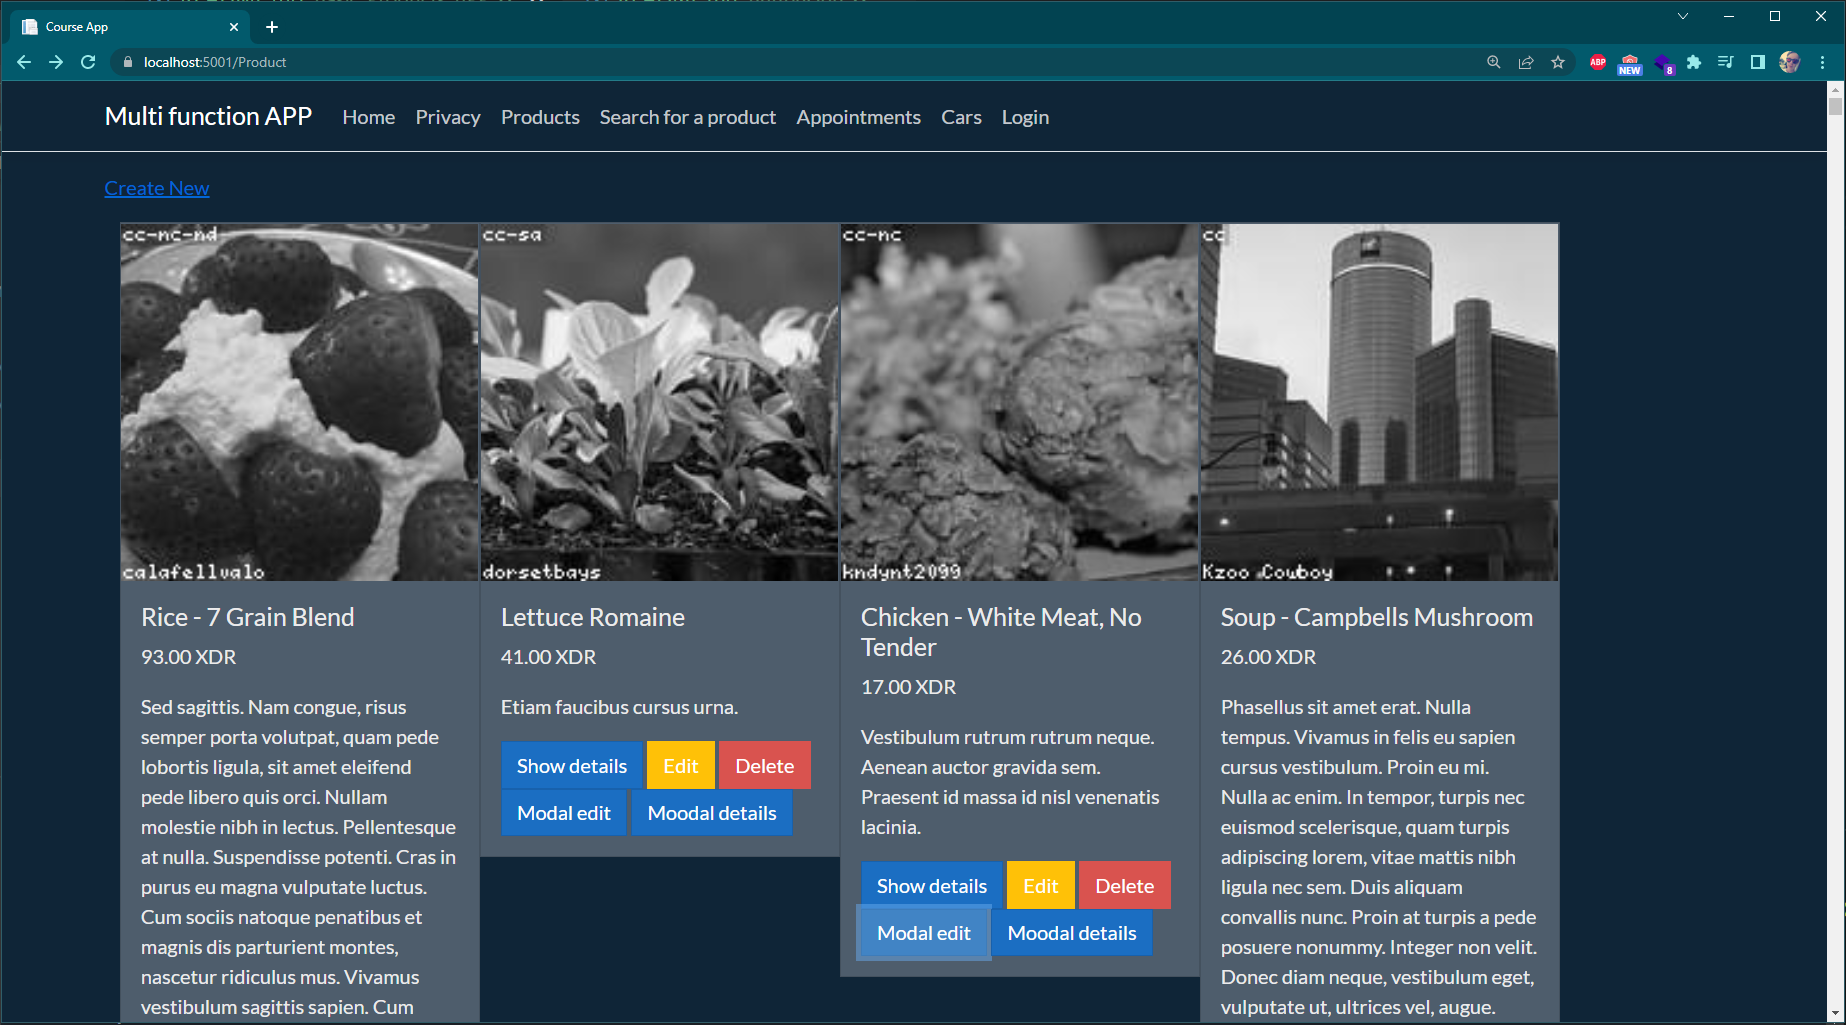 Course App
localhost:5001/Product
ABP
NEW
8
Multi function APP
Home
Privacy
Products
Search for a product
Appointments
Cars
Login
Create New
cc-nc-nd
calafellvalo
Rice - 7 Grain Blend
93.00 XDR
Sed sagittis. Nam congue, risus
semper porta volutpat, quam pede
lobortis ligula, sit amet eleifend
pede libero quis orci. Nullam
molestie nibh in lectus. Pellentesque
at nulla. Suspendisse potenti. Cras in
purus eu magna vulputate luctus.
Cum sociis natoque penatibus et
magnis dis parturient montes,
nascetur ridiculus mus. Vivamus
vestibulum sagittis sapien. Cum
cc-sa
dorsetbays
Lettuce Romaine
41.00 XDR
Etiam faucibus cursus urna.
Show details
Edit
Delete
Modal edit
Moodal details
cc-nc
kndynt2099
Chicken - White Meat, No
Tender
17.00 XDR
Vestibulum rutrum rutrum neque.
Aenean auctor gravida sem.
Praesent id massa id nisl venenatis
lacinia.
Show details
Edit
Delete
Modal edit
Moodal details
cc
Kzoo Cowboy
Soup - Campbells Mushroom
26.00 XDR
Phasellus sit amet erat. Nulla
tempus. Vivamus in felis eu sapien
cursus vestibulum. Proin eu mi.
Nulla ac enim. In tempor, turpis nec
euismod scelerisque, quam turpis
adipiscing lorem, vitae mattis nibh
ligula nec sem. Duis aliquam
convallis nunc. Proin at turpis a pede
posuere nonummy. Integer non velit.
Donec diam neque, vestibulum eget,
vulputate ut, ultrices vel, augue.